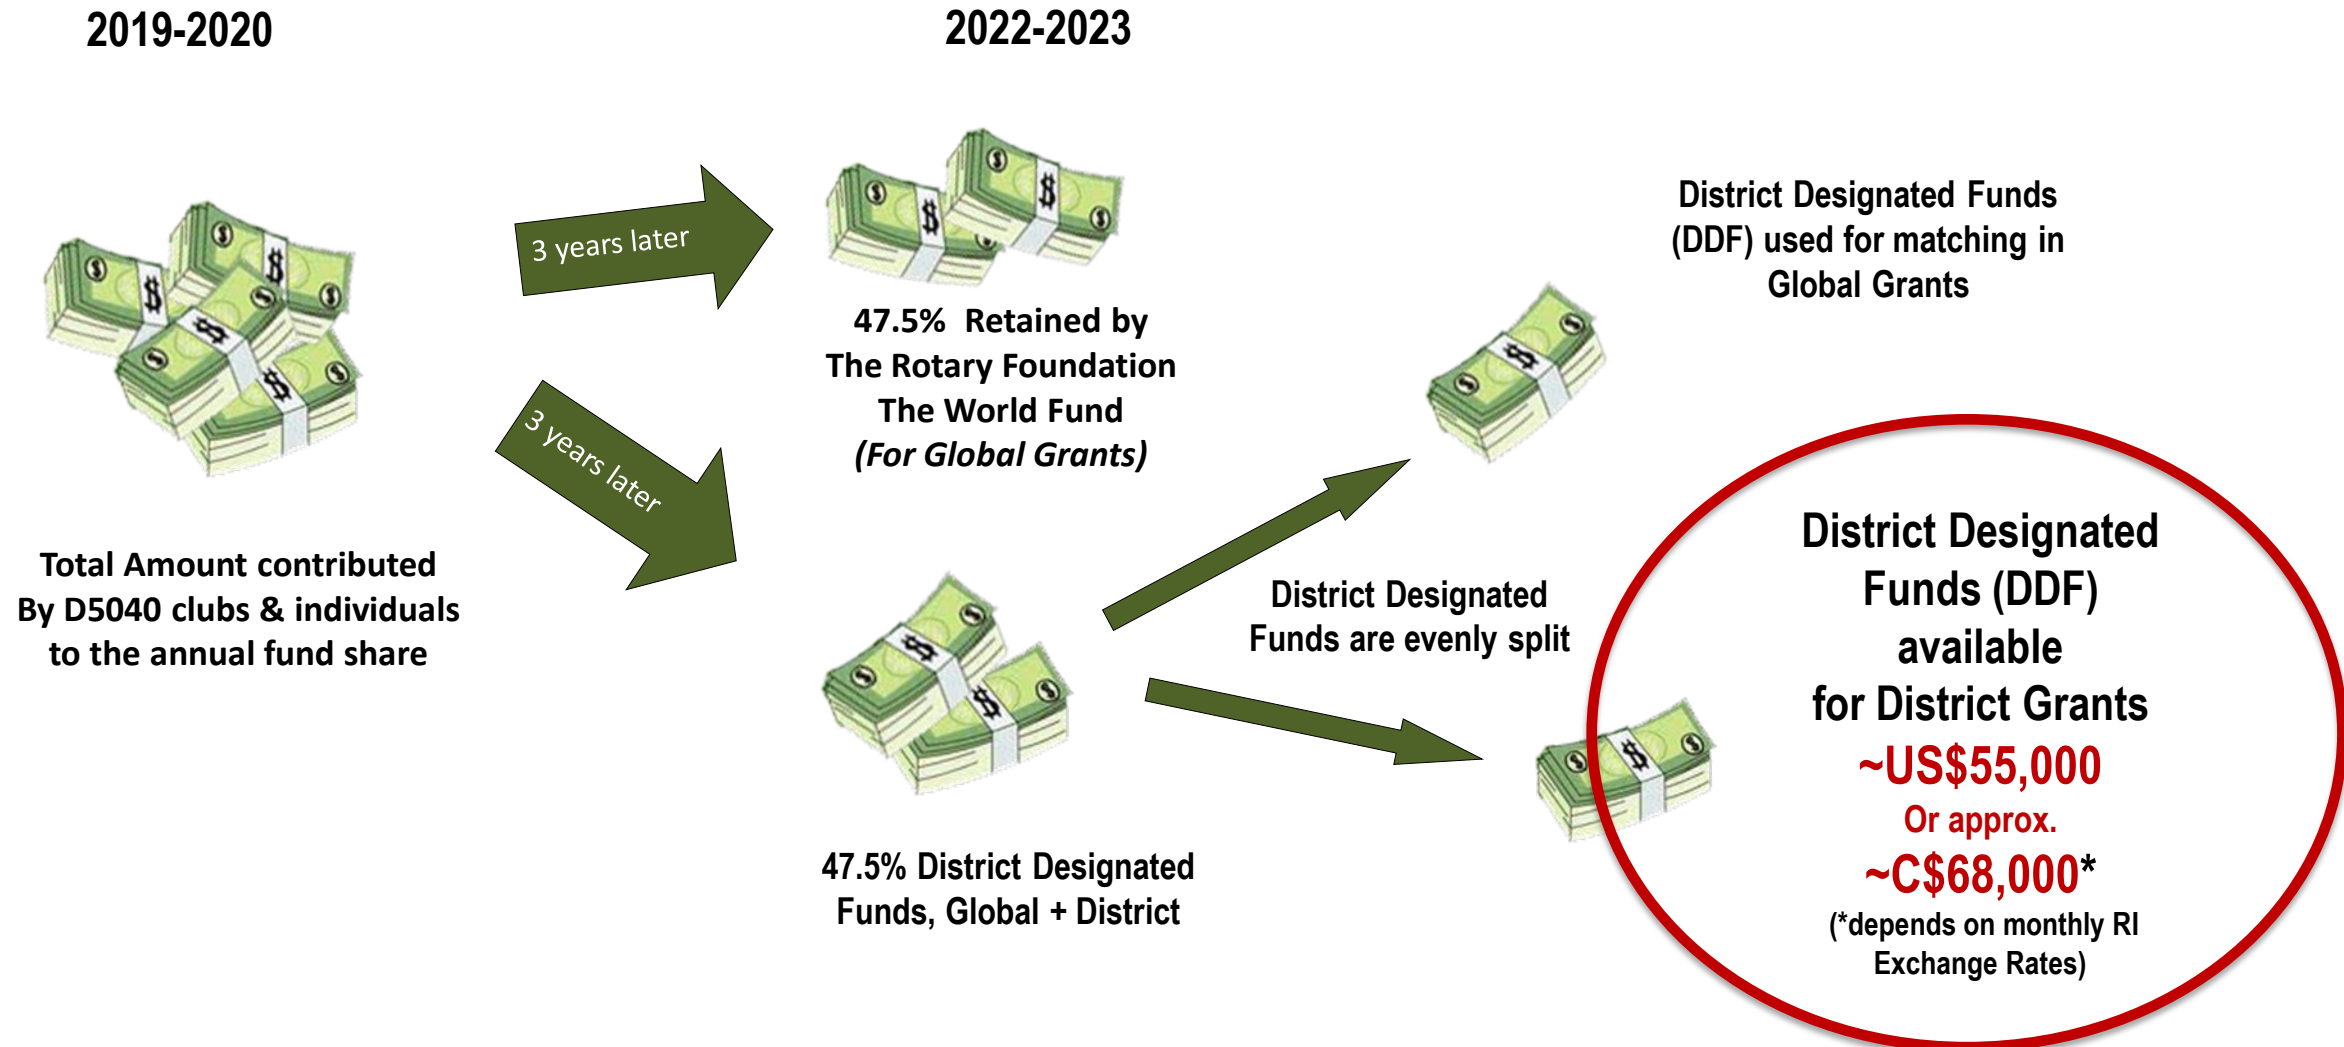 2019-2020
2022-2023
3 years later
3 years later
Total Amount contributed
By D5040 clubs & individuals
to the annual fund share
47.5% Retained by
The Rotary Foundation
The World Fund
(For Global Grants)
47.5% District Designated
Funds, Global + District
District Designated
Funds are evenly split
District Designated Funds
(DDF) used for matching in
Global Grants
District Designated
Funds (DDF)
available
for District Grants
~US$55,000
Or approx.
~C$68,000*
(*depends on monthly RI
Exchange Rates)